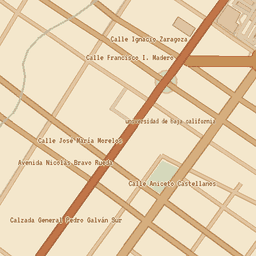 Calle Ignacio Zaragoza
Calle Francisco I. Madero
universidad de baja california
Calle José María Morelos
Avenida Nicolás Bravo Rueda
Calle Aniceto Castellanos
Calzada General Pedro Galván Sur